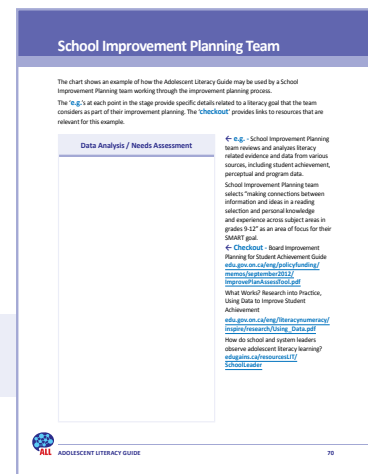 School Improvement Planning Team
The chart shows an example of how the Adolescent Literacy Guide may be used by a School
Improvement Planning team working through the improvement planning process.
The 'e.g.'s at each point in the stage provide specific details related to a literacy goal that the team
considers as part of their improvement planning. The 'checkout' provides links to resources that are
relevant for this example.
Data Analysis / Needs Assessment
← e.g. - School Improvement Planning
team reviews and analyzes literacy
related evidence and data from various
sources, including student achievement,
perceptual and program data.
School Improvement Planning team
selects "making connections between
information and ideas in a reading
selection and personal knowledge
and experience across subject areas in
grades 9-12" as an area of focus for their
SMART goal.
← Checkout - Board Improvement
Planning for Student Achievement Guide
edu.gov.on.ca/eng/policyfunding/
memos/september2012/
ImprovePlanAssessTool.pdf
What Works? Research into Practice,
Using Data to Improve Student
Achievement
edu.gov.on.ca/eng/literacynumeracy/
inspire/research/Using_Data.pdf
How do school and system leaders
observe adolescent literacy learning?
edugains.ca/resourcesLIT/
SchoolLeader
ALL ADOLESCENT LITERACY GUIDE 70